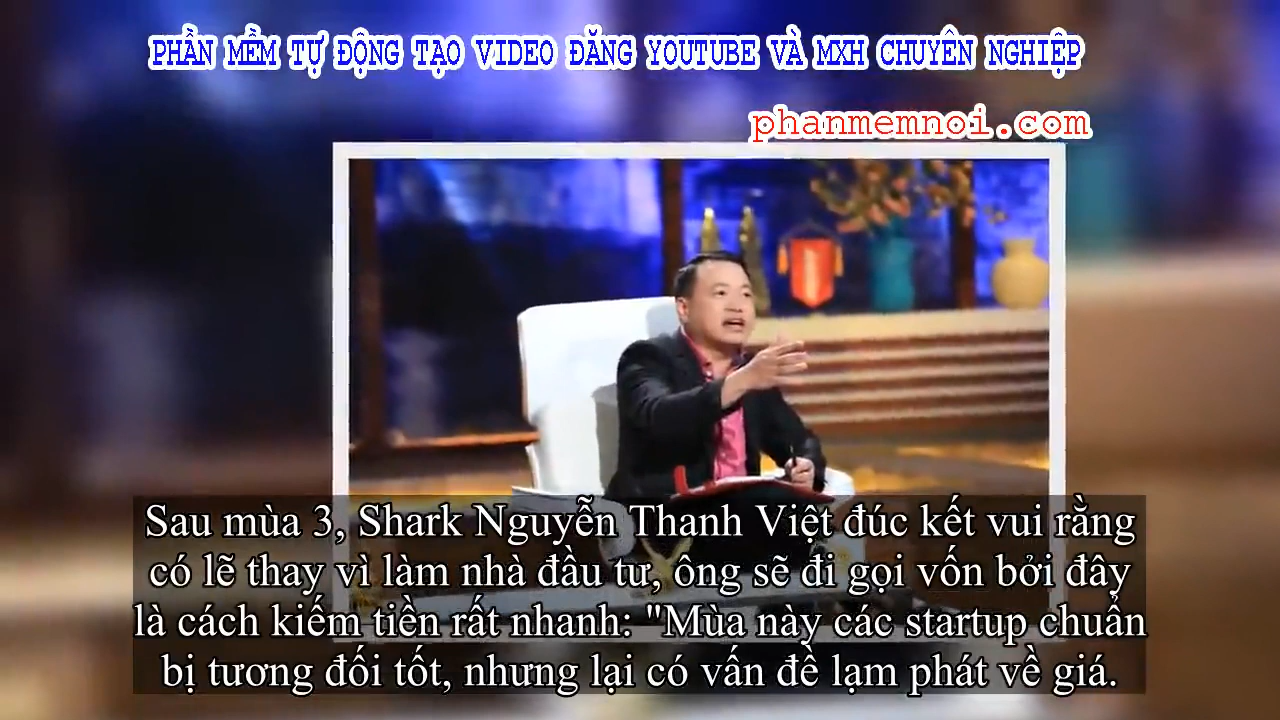 PHẦN MỀM TỰ ĐỘNG TẠO VIDEO ĐĂNG YOUTUBE VÀ MXH CHUYÊN NGHIỆP
phanmemnoi.com
Sau mùa 3, Shark Nguyễn Thanh Việt đúc kết vui rằng
có lẽ thay vì làm nhà đầu tư, ông sẽ đi gọi vốn bởi đây
là cách kiếm tiền rất nhanh: "Mùa này các startup chuẩn
bị tương đối tốt, nhưng lại có vấn đề lạm phát về giá.